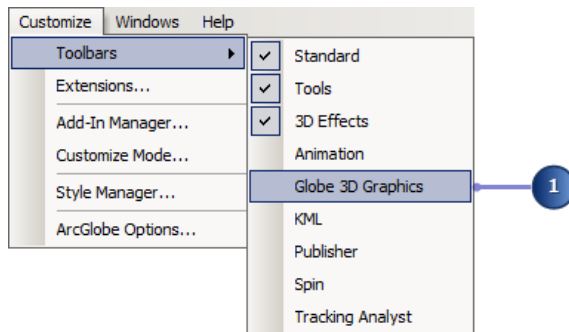 Customize Windows Help
Toolbars
Extensions...
Add-In Manager...
Customize Mode...
Style Manager...
ArcGlobe Options...
Standard
Tools
3D Effects
Animation
Globe 3D Graphics
1
KML
Publisher
Spin
Tracking Analyst